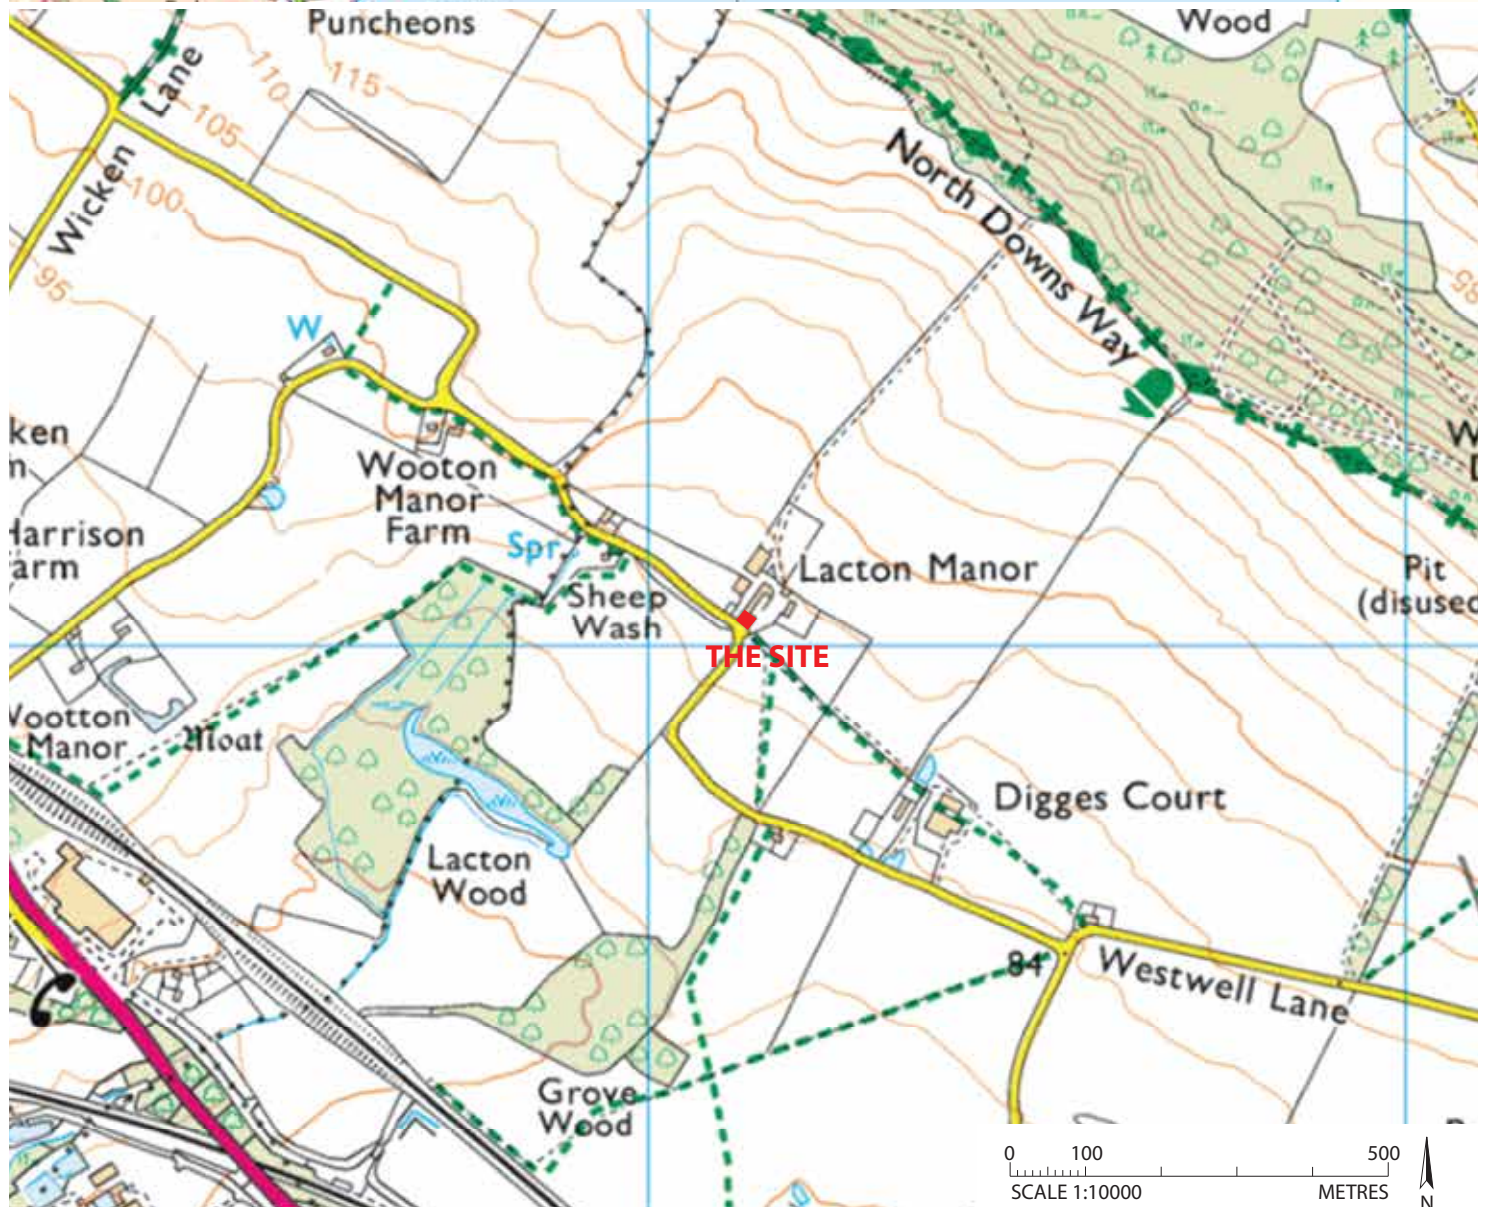 Puncheons
Wood
Lane
110
115
105
Wicken
100
95
North Downs Way
W
ken
Wooton
Manor
Farm
Harrison
arm
Spr
Sheep
Wash
Lacton Manor
Pit
(disused
THE SITE
Wootton
Manor
Moat
Digges Court
Lacton
Wood
84
Westwell Lane
Grove
Wood
0 100 500
SCALE 1:10000 METRES
N